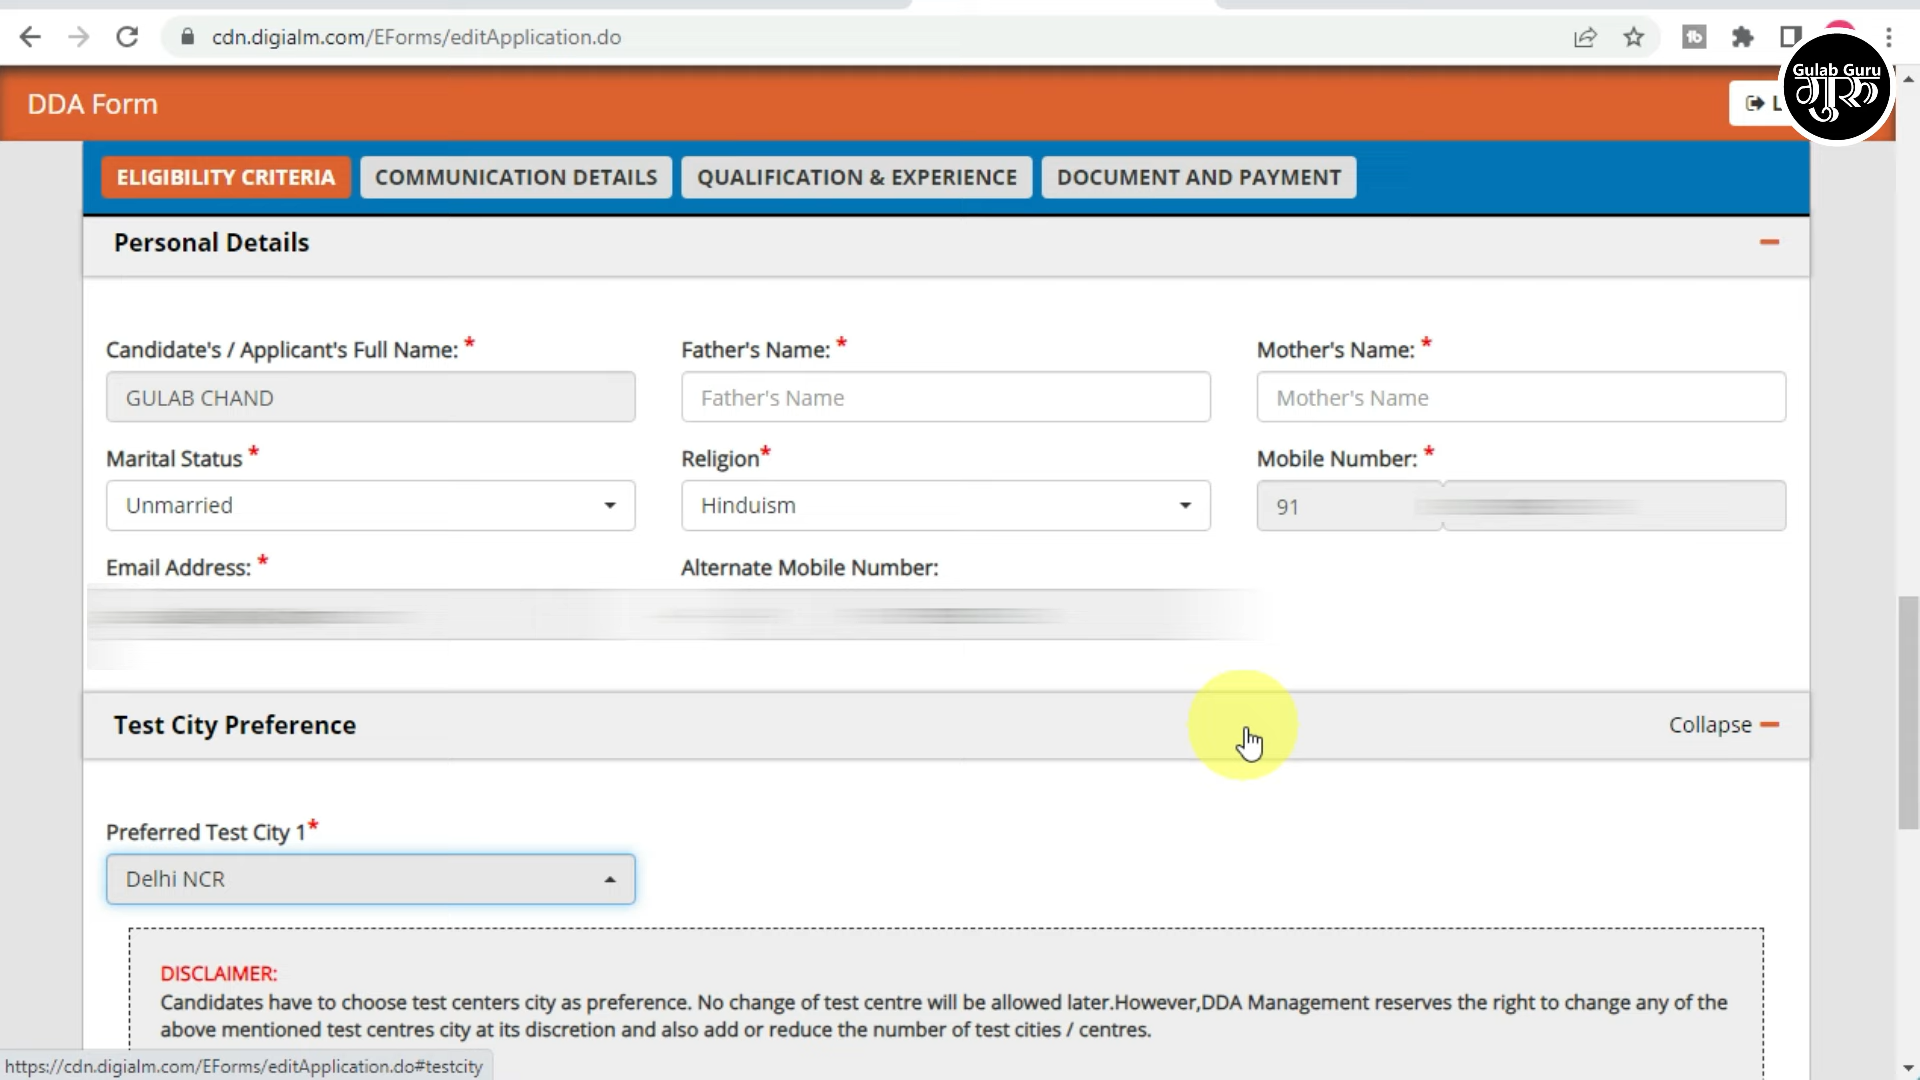 cdn.digialm.com/EForms/editApplication.do
Gulab Guru
गुरु
DDA Form
ELIGIBILITY CRITERIA COMMUNICATION DETAILS QUALIFICATION & EXPERIENCE DOCUMENT AND PAYMENT
Personal Details
Candidate's / Applicant's Full Name: * Father's Name: * Mother's Name: *
GULAB CHAND Father's Name Mother's Name
Marital Status * Religion* Mobile Number: *
Unmarried Hinduism 91
Email Address: * Alternate Mobile Number:
Test City Preference Collapse
Preferred Test City 1*
Delhi NCR
DISCLAIMER:
Candidates have to choose test centers city as preference. No change of test centre will be allowed later.However,DDA Management reserves the right to change any of the
above mentioned test centres city at its discretion and also add or reduce the number of test cities / centres.
https://cdn.digialm.com/EForms/editApplication.do#testcity